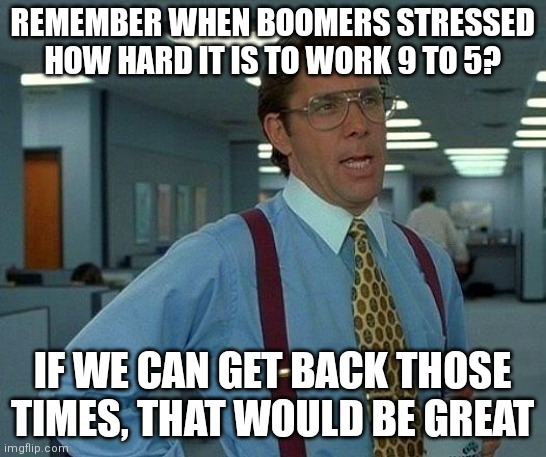 REMEMBER WHEN BOOMERS STRESSED
HOW HARD IT IS TO WORK 9 TO 5?
IF WE CAN GET BACK THOSE
TIMES, THAT WOULD BE GREAT
imgflip.com